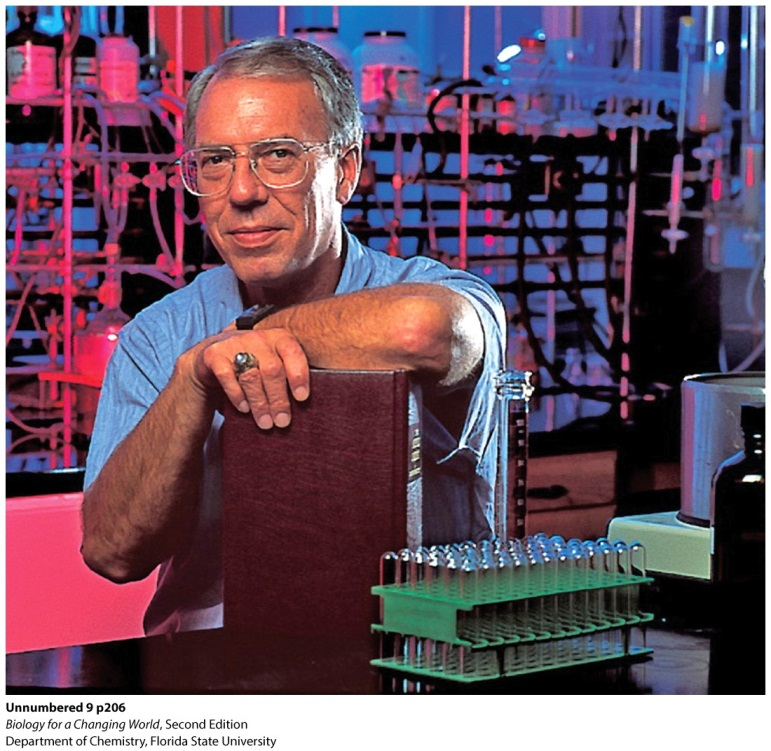 Unnumbered 9 p206
Biology for a Changing World, Second Edition
Department of Chemistry, Florida State University